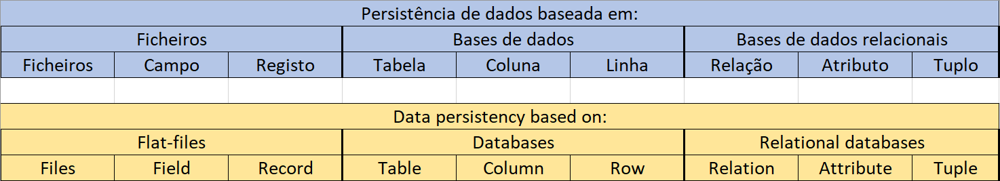 Persistência de dados baseada em:
Ficheiros Bases de dados Bases de dados relacionais
Ficheiros Campo Registo Tabela Coluna Linha Relação Atributo Tuplo
Data persistency based on:
Flat-files Databases Relational databases
Files Field Record Table Column Row Relation Attribute Tuple